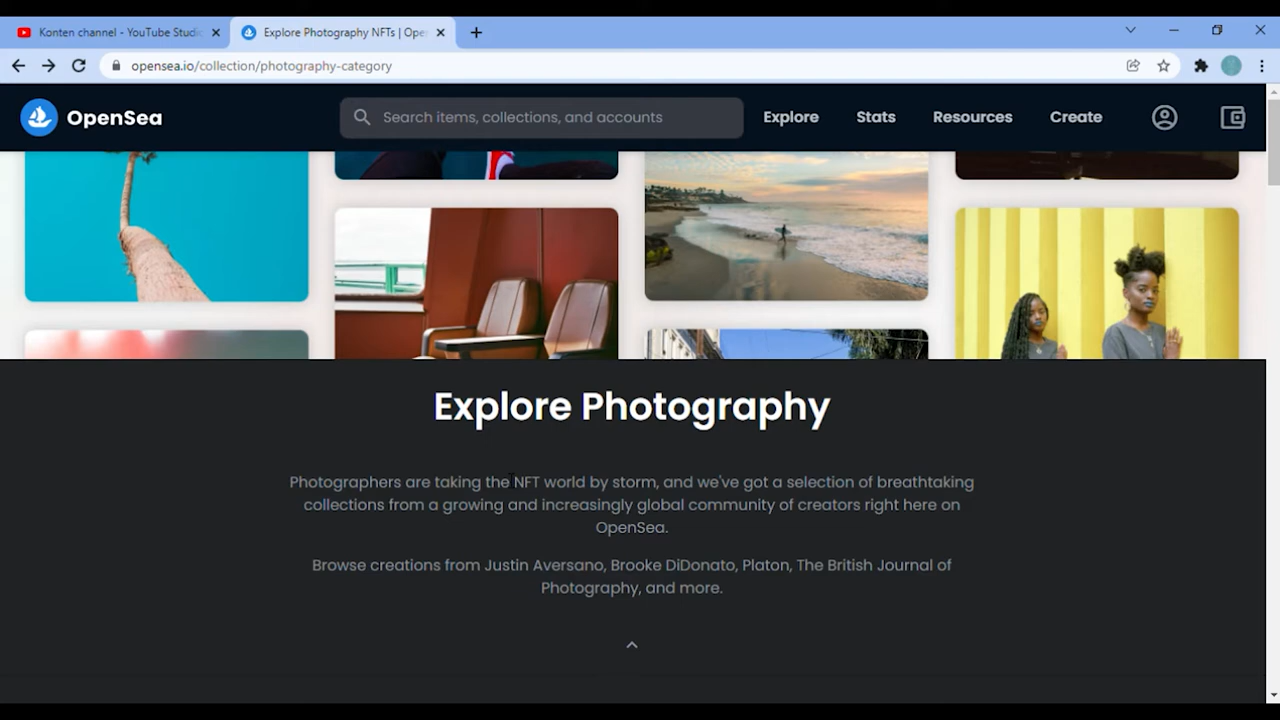 Konten channel - YouTube Studio
Explore Photography NFTs | Ope
opensea.io/collection/photography-category
OpenSea
Search items, collections, and accounts
Explore
Stats
Resources
Create
Explore Photography
Photographers are taking the NFT world by storm, and we've got a selection of breathtaking
collections from a growing and increasingly global community of creators right here on
OpenSea.
Browse creations from Justin Aversano, Brooke DiDonato, Platon, The British Journal of
Photography, and more.